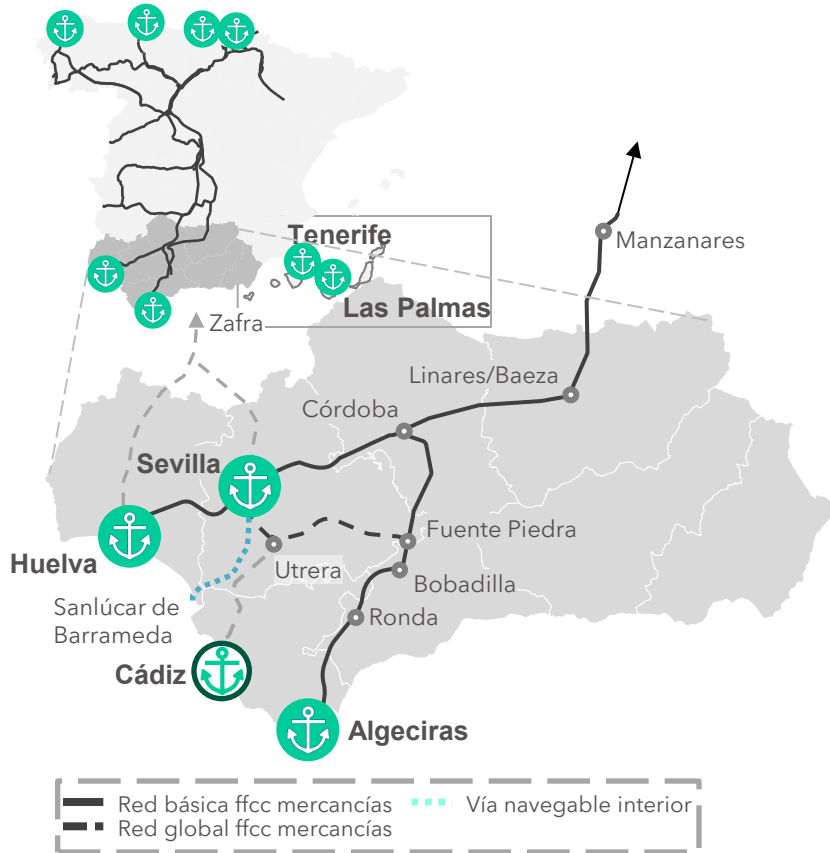 Tenerife
Las Palmas
Manzanares
Zafra
Linares/Baeza
Córdoba
Sevilla
Fuente Piedra
Huelva
Utrera
Bobadilla
Sanlúcar de
Barrameda
Ronda
Cádiz
Algeciras
Red básica ffcc mercancías
Vía navegable interior
Red global ffcc mercancías